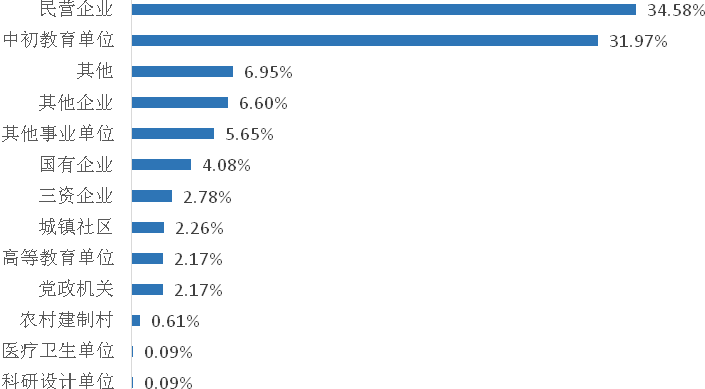 民营企业 34.58%
中初教育单位 31.97%
其他 6.95%
其他企业 6.60%
其他事业单位 5.65%
国有企业 4.08%
三资企业 2.78%
城镇社区 2.26%
高等教育单位 2.17%
党政机关 2.17%
农村建制村 0.61%
医疗卫生单位 0.09%
科研设计单位 0.09%